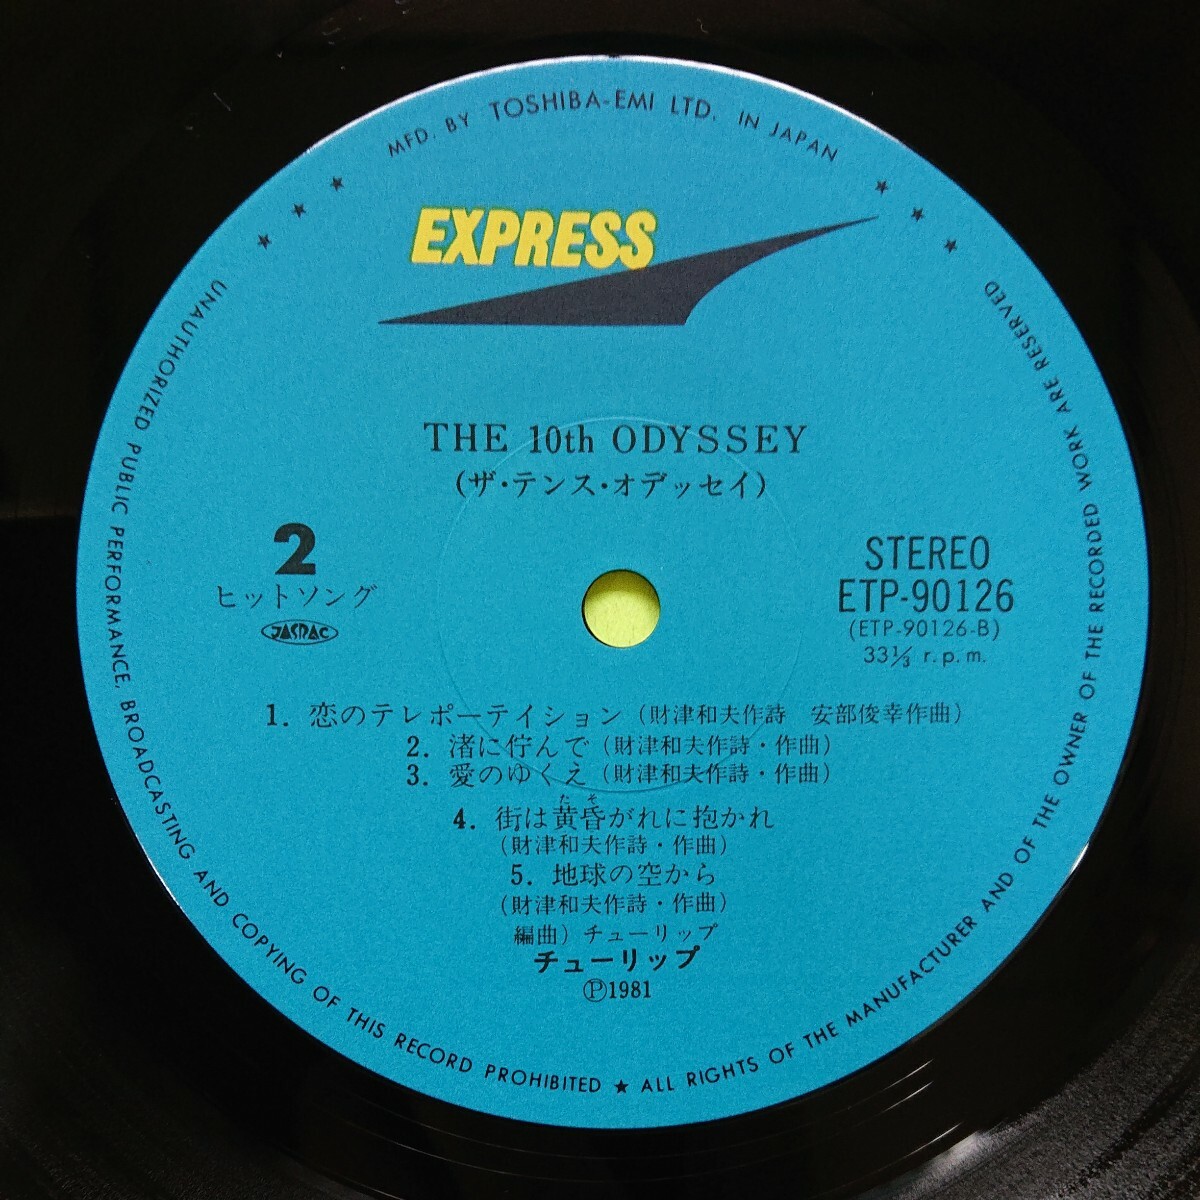 MFD. BY TOSHIBA-EMI LTD. IN JAPAN
EXPRESS
THE 10th ODYSSEY
(ザ・テンス・オデッセイ)
2
ヒットソング
JASRAC
STEREO
ETP-90126
(ETP-90126-B)
33⅓ r.p.m.
1. 恋のテレポーテイション(財津和夫作詩 安部俊幸作曲)
2. 渚に佇んで(財津和夫作詩・作曲)
3. 愛のゆくえ(財津和夫作詩・作曲)
たそ
4. 街は黄昏がれに抱かれ
(財津和夫作詩・作曲)
5. 地球の空から
(財津和夫作詩・作曲)
編曲) チューリップ
チューリップ
Ⓟ1981
UNAUTHORIZED PUBLIC PERFORMANCE, BROADCASTING AND COPYING OF THIS RECORD PROHIBITED ★ ALL RIGHTS OF THE MANUFACTURER AND OF THE OWNER OF THE RECORDED WORK ARE RESERVED